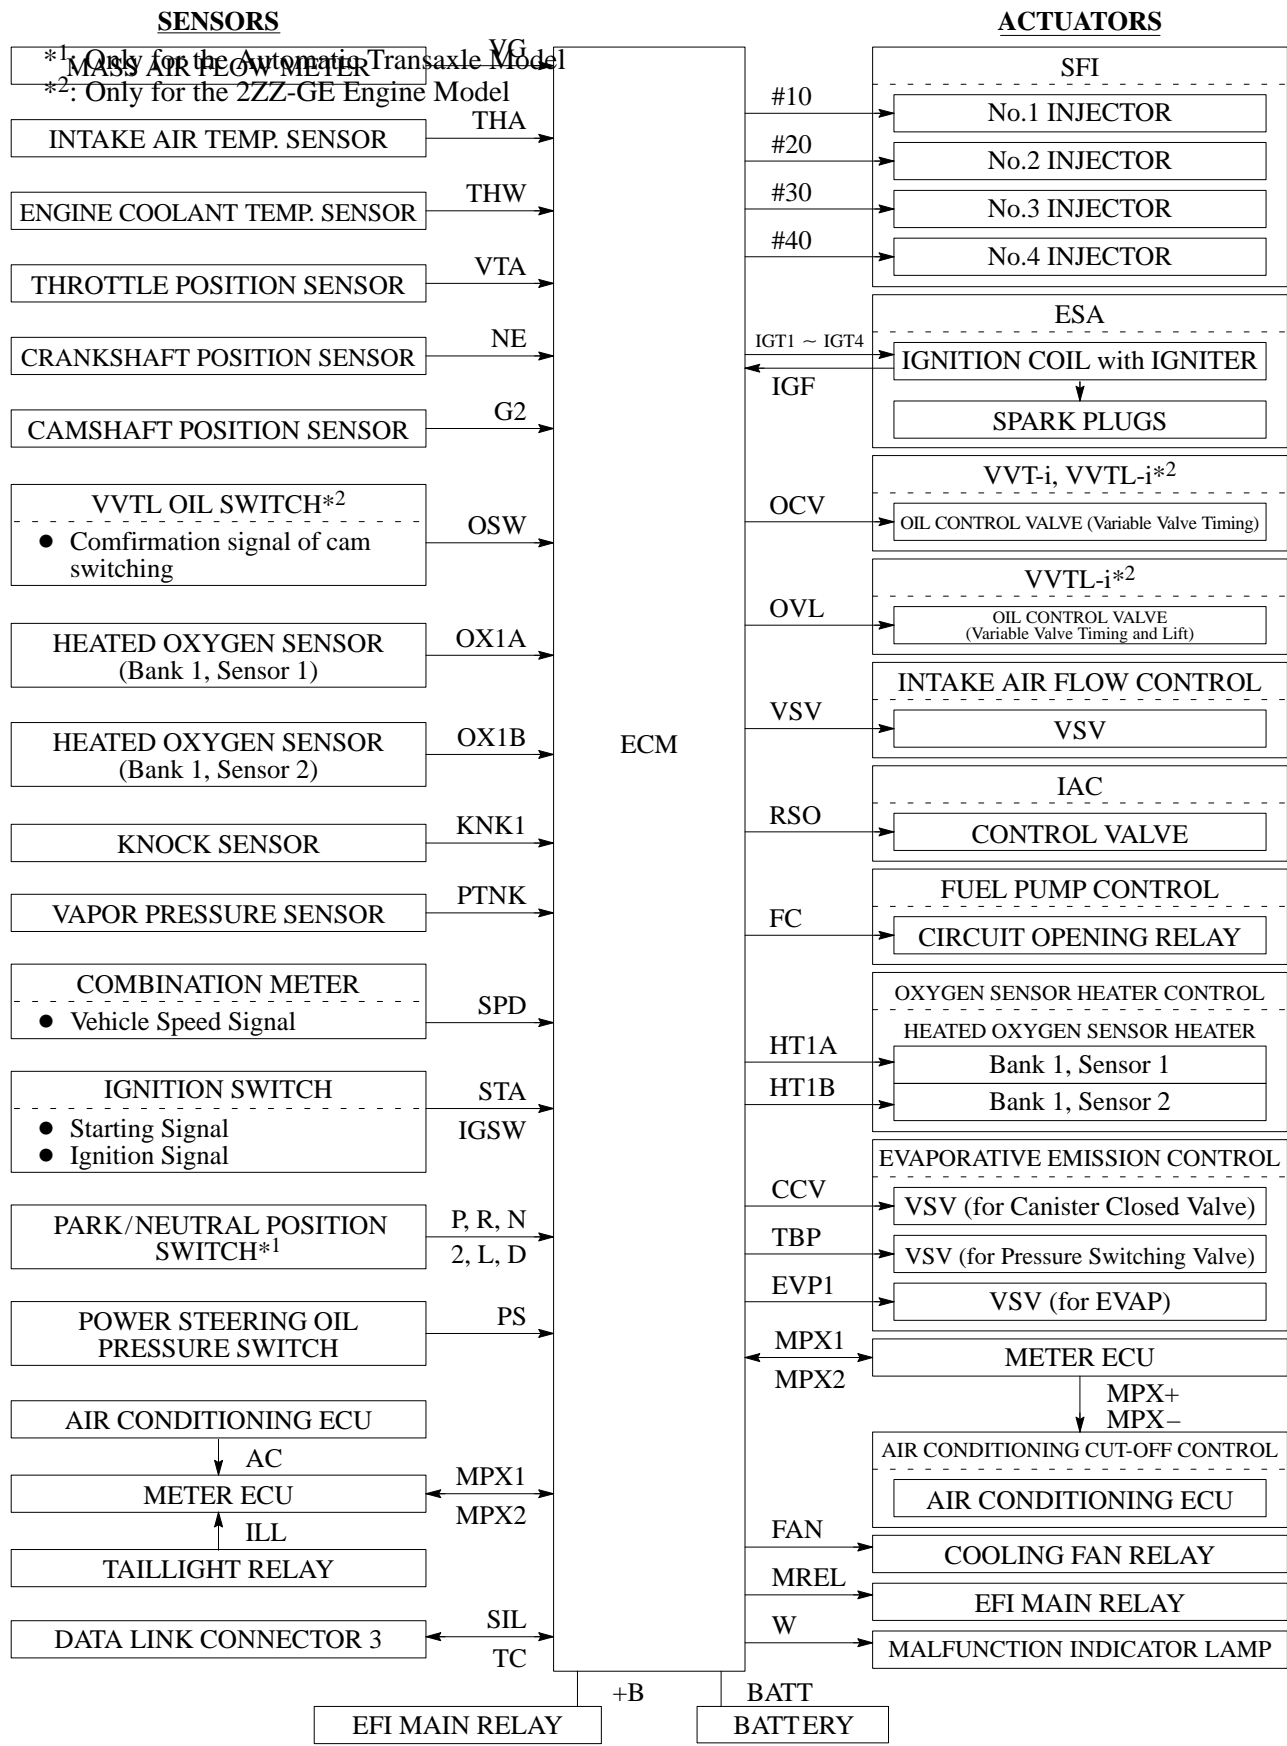 SENSORS
ACTUATORS
*1: Only for the Automatic Transaxle Model
*2: Only for the 2ZZ-GE Engine Model
MASS AIR FLOW METER
VG
INTAKE AIR TEMP. SENSOR
THA
ENGINE COOLANT TEMP. SENSOR
THW
THROTTLE POSITION SENSOR
VTA
CRANKSHAFT POSITION SENSOR
NE
CAMSHAFT POSITION SENSOR
G2
VVTL OIL SWITCH*2
● Comfirmation signal of cam
switching
OSW
HEATED OXYGEN SENSOR
(Bank 1, Sensor 1)
OX1A
HEATED OXYGEN SENSOR
(Bank 1, Sensor 2)
OX1B
KNOCK SENSOR
KNK1
VAPOR PRESSURE SENSOR
PTNK
COMBINATION METER
● Vehicle Speed Signal
SPD
IGNITION SWITCH
● Starting Signal
● Ignition Signal
STA
IGSW
PARK/NEUTRAL POSITION
SWITCH*1
P, R, N
2, L, D
POWER STEERING OIL
PRESSURE SWITCH
PS
AIR CONDITIONING ECU
AC
METER ECU
MPX1
MPX2
ILL
TAILLIGHT RELAY
DATA LINK CONNECTOR 3
SIL
TC
ECM
+B
EFI MAIN RELAY
BATT
BATTERY
SFI
#10
No.1 INJECTOR
#20
No.2 INJECTOR
#30
No.3 INJECTOR
#40
No.4 INJECTOR
ESA
IGT1 ~ IGT4
IGF
IGNITION COIL with IGNITER
SPARK PLUGS
VVT-i, VVTL-i*2
OCV
OIL CONTROL VALVE (Variable Valve Timing)
VVTL-i*2
OVL
OIL CONTROL VALVE
(Variable Valve Timing and Lift)
INTAKE AIR FLOW CONTROL
VSV
VSV
IAC
RSO
CONTROL VALVE
FUEL PUMP CONTROL
FC
CIRCUIT OPENING RELAY
OXYGEN SENSOR HEATER CONTROL
HEATED OXYGEN SENSOR HEATER
HT1A
Bank 1, Sensor 1
HT1B
Bank 1, Sensor 2
EVAPORATIVE EMISSION CONTROL
CCV
VSV (for Canister Closed Valve)
TBP
VSV (for Pressure Switching Valve)
EVP1
VSV (for EVAP)
MPX1
MPX2
METER ECU
MPX+
MPX–
AIR CONDITIONING CUT-OFF CONTROL
AIR CONDITIONING ECU
FAN
COOLING FAN RELAY
MREL
EFI MAIN RELAY
W
MALFUNCTION INDICATOR LAMP